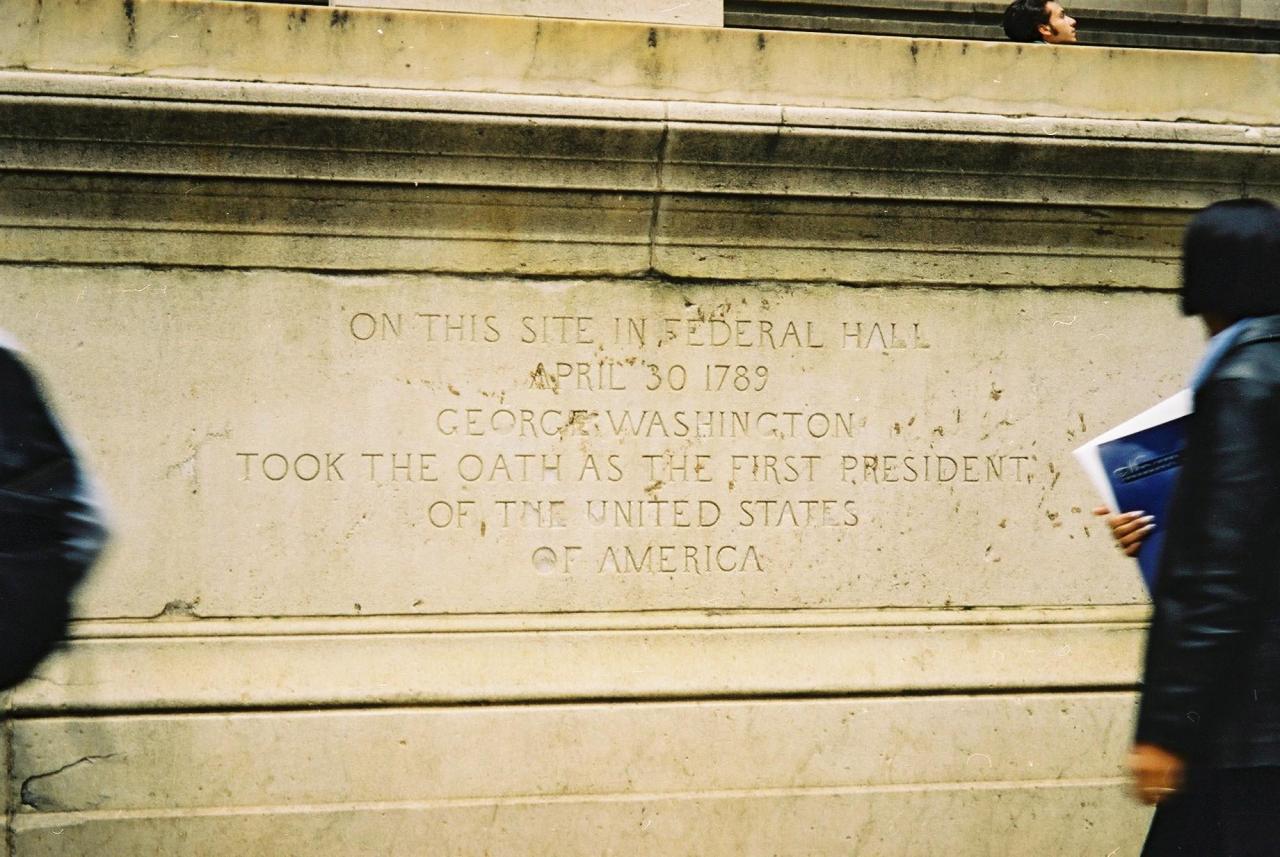 ON THIS SITE IN FEDERAL HALL
APRIL 30 1789
GEORGE WASHINGTON
TOOK THE OATH AS THE FIRST PRESIDENT
OF THE UNITED STATES
OF AMERICA